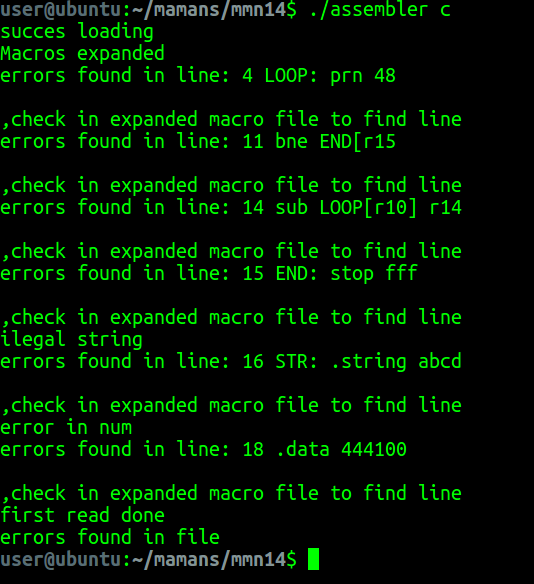 user@ubuntu:~/mamans/mmn14$ ./assembler c
succes loading
Macros expanded
errors found in line: 4 LOOP: prn 48
,check in expanded macro file to find line
errors found in line: 11 bne END[r15
,check in expanded macro file to find line
errors found in line: 14 sub LOOP[r10] r14
,check in expanded macro file to find line
errors found in line: 15 END: stop fff
,check in expanded macro file to find line
ilegal string
errors found in line: 16 STR: .string abcd
,check in expanded macro file to find line
error in num
errors found in line: 18 .data 444100
,check in expanded macro file to find line
first read done
errors found in file
user@ubuntu:~/mamans/mmn14$